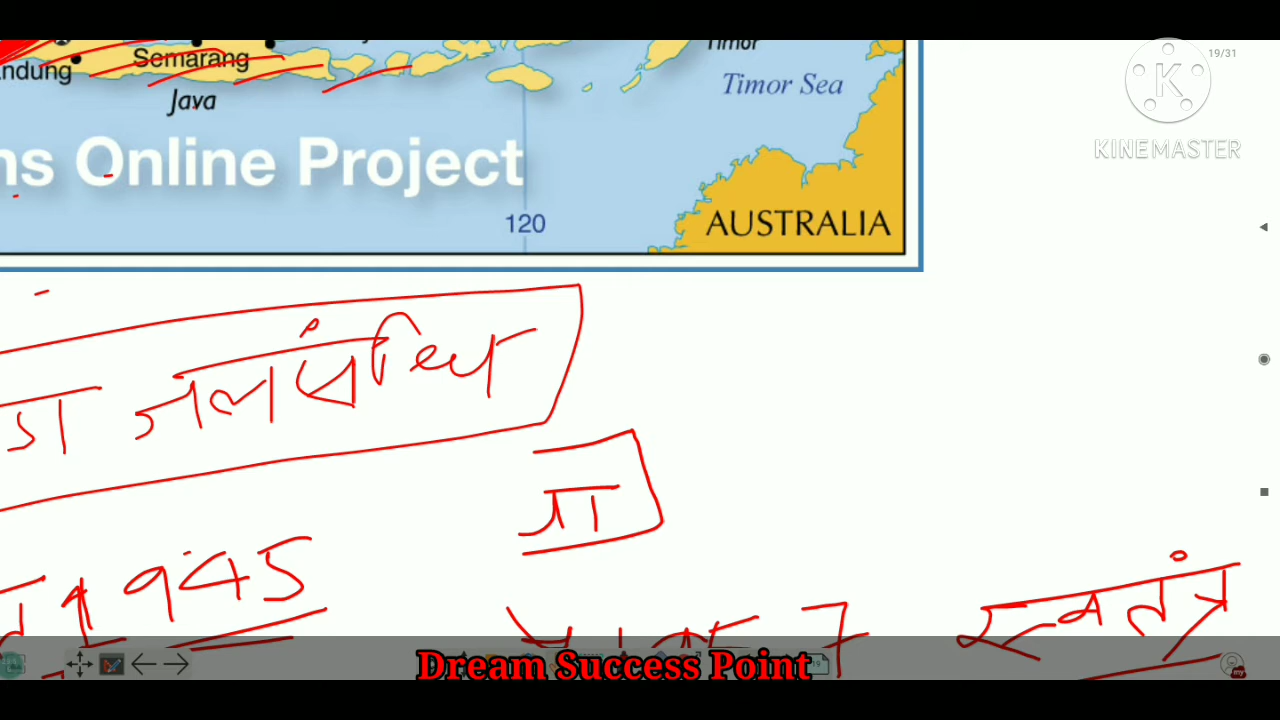 Timor
19/31
ndung
Semarang
Timor Sea
Java
KINEMASTER
ns Online Project
120
AUSTRALIA
जलसंधि
1945
स्वतंत्र
Dream Success Point